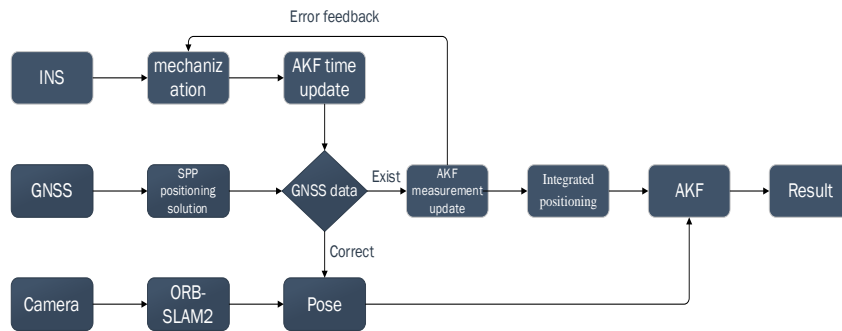 Error feedback
INS
mechaniz
ation
AKF time
update
GNSS
SPP
positioning
solution
GNSS data
Exist
AKF
measurement
update
Integrated
positioning
AKF
Result
Correct
Camera
ORB-
SLAM2
Pose